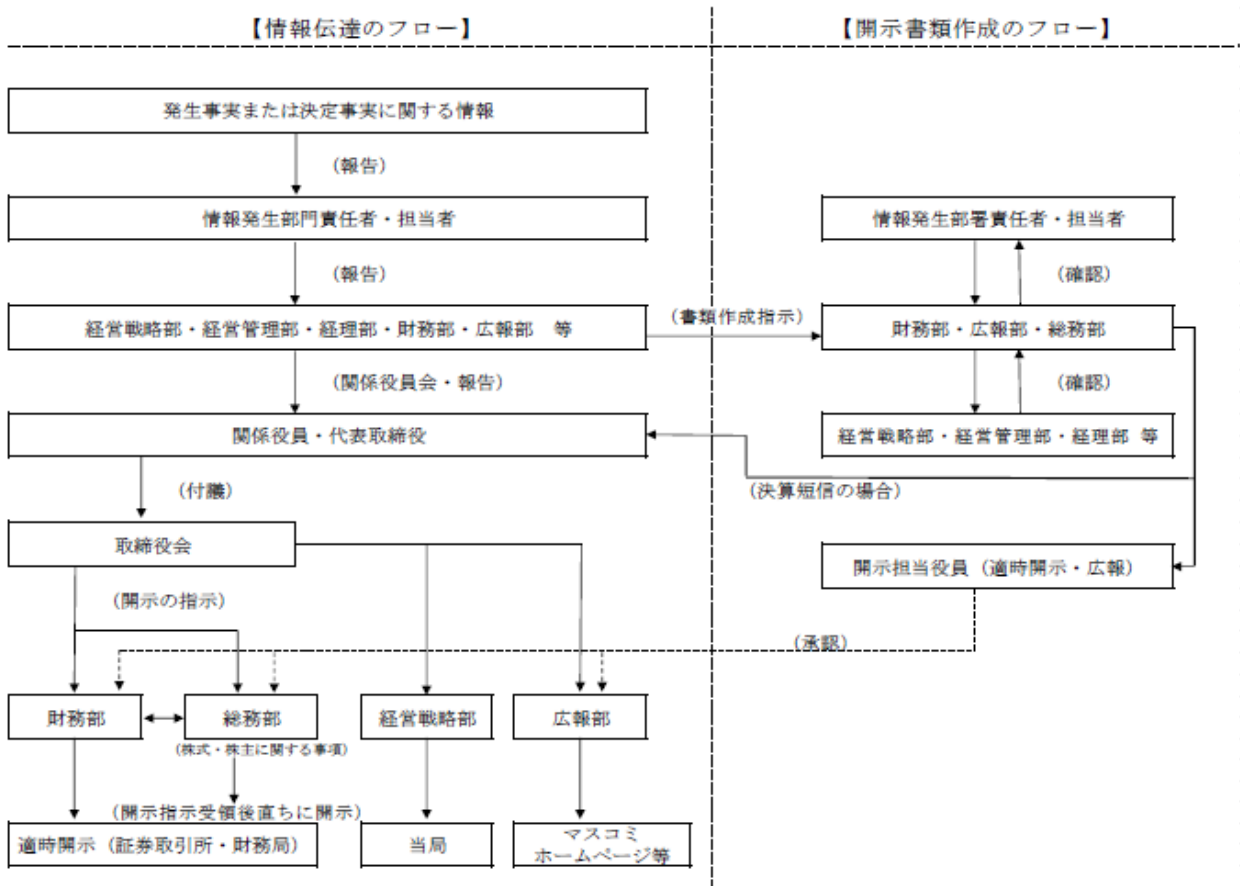 【情報伝達のフロー】
【開示書類作成のフロー】
発生事実または決定事実に関する情報
(報告)
情報発生部門責任者・担当者
情報発生部署責任者・担当者
(報告)
(確認)
経営戦略部・経営管理部・経理部・財務部・広報部 等
(書類作成指示)
財務部・広報部・総務部
(関係役員会・報告)
(確認)
関係役員・代表取締役
経営戦略部・経営管理部・経理部 等
(付議)
(決算短信の場合)
取締役会
開示担当役員(適時開示・広報)
(開示の指示)
(承認)
財務部
総務部
経営戦略部
広報部
(株式・株主に関する事項)
(開示指示受領後直ちに開示)
適時開示(証券取引所・財務局)
当局
マスコミ
ホームページ等